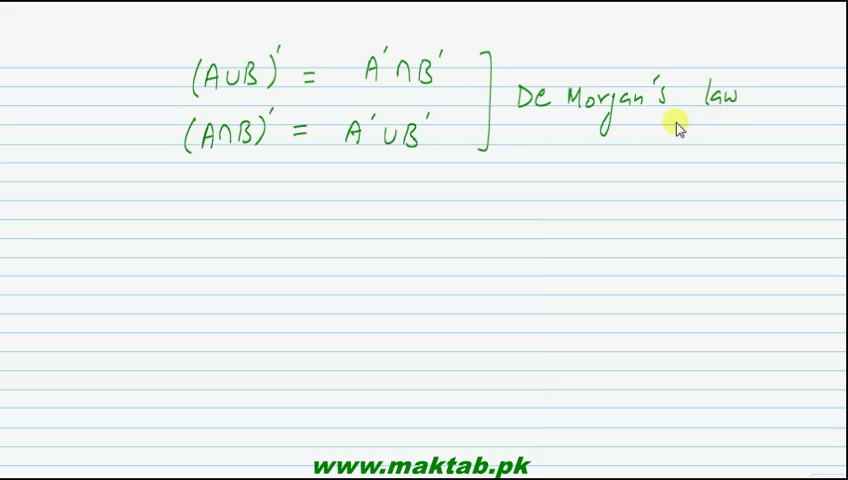 (A∪B)' = A'∩B'
(A∩B)' = A'∪B'
De Morgan's law
www.maktab.pk